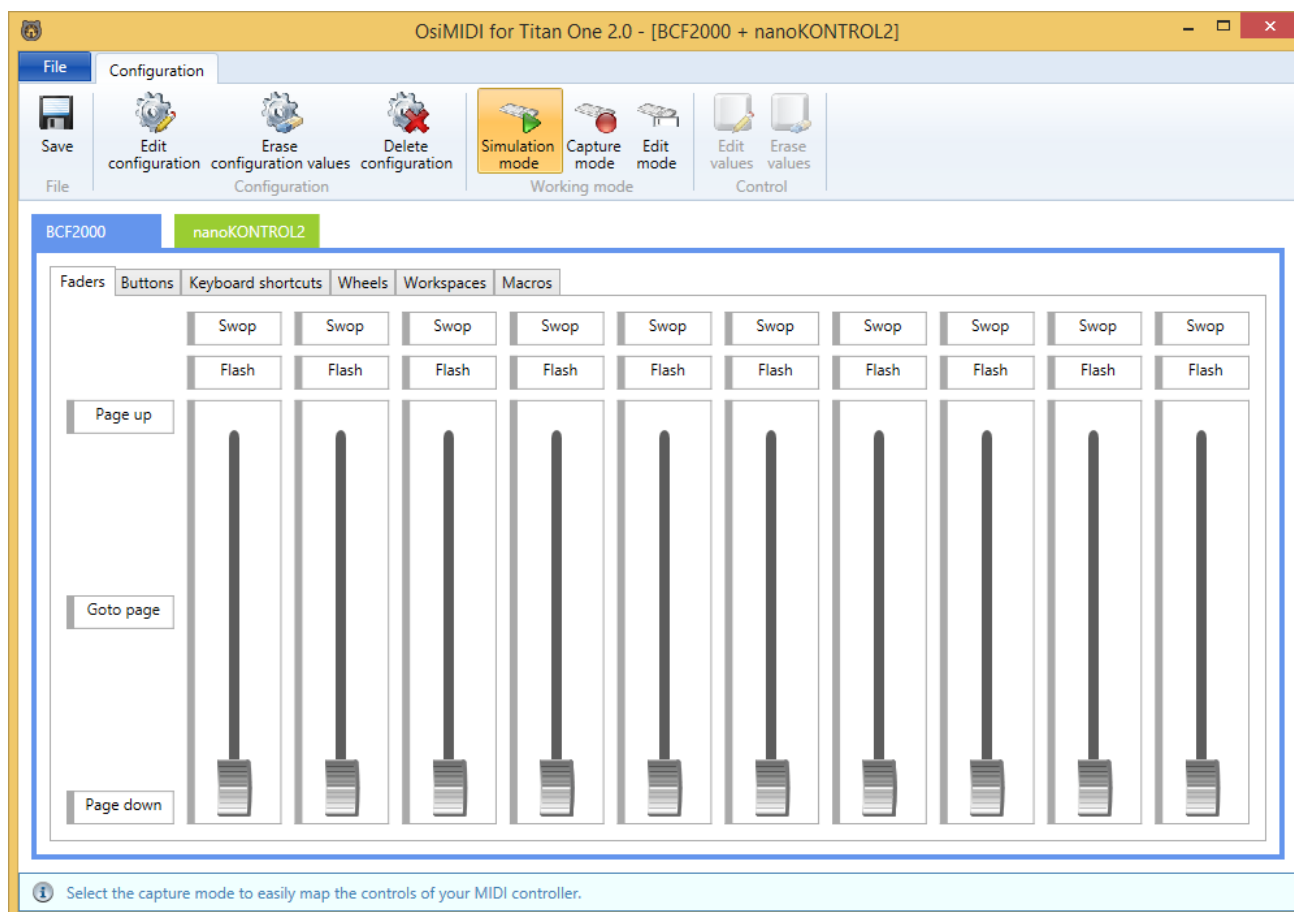 OsiMIDI for Titan One 2.0 - [BCF2000 + nanoKONTROL2]
File Configuration
Save Edit configuration Erase configuration values Delete configuration Simulation mode Capture mode Edit mode Edit values Erase values
File Configuration Working mode Control
BCF2000 nanoKONTROL2
Faders Buttons Keyboard shortcuts Wheels Workspaces Macros
Swop Swop Swop Swop Swop Swop Swop Swop Swop Swop
Flash Flash Flash Flash Flash Flash Flash Flash Flash Flash
Page up
Goto page
Page down
Select the capture mode to easily map the controls of your MIDI controller.